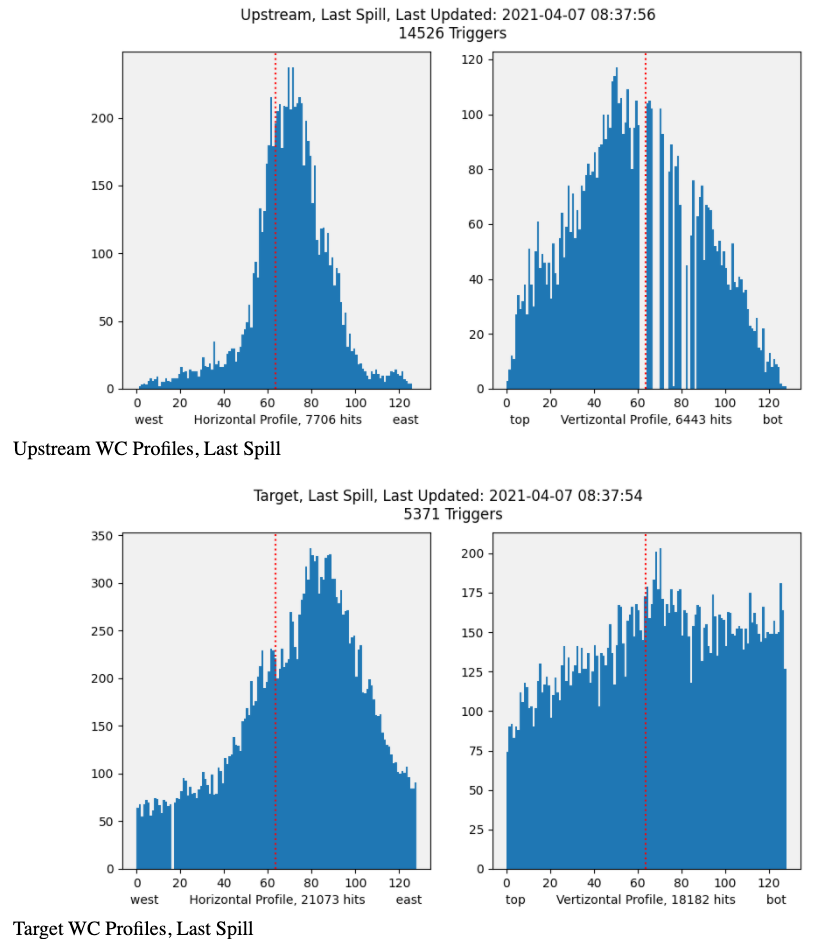 Upstream, Last Spill, Last Updated: 2021-04-07 08:37:56
14526 Triggers
200
150
100
50
0
0 20 40 60 80 100 120
west Horizontal Profile, 7706 hits east
120
100
80
60
40
20
0
0 20 40 60 80 100 120
top Vertizontal Profile, 6443 hits bot
Upstream WC Profiles, Last Spill
Target, Last Spill, Last Updated: 2021-04-07 08:37:54
5371 Triggers
350
300
250
200
150
100
50
0
0 20 40 60 80 100 120
west Horizontal Profile, 21073 hits east
200
175
150
125
100
75
50
25
0
0 20 40 60 80 100 120
top Vertizontal Profile, 18182 hits bot
Target WC Profiles, Last Spill